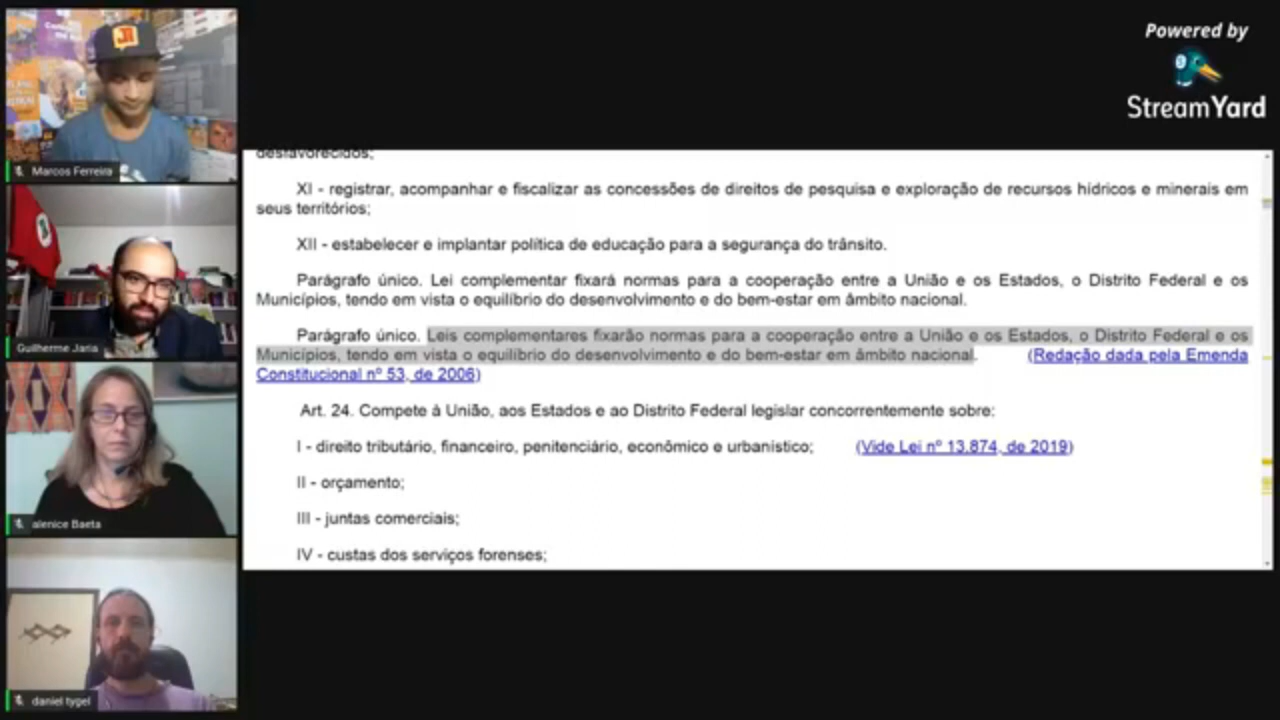 Powered by
StreamYard
JI
Marcos Ferreira
Guilherme Jaria
alenice Baeta
daniel tygel
desfavorecidos;
XI - registrar, acompanhar e fiscalizar as concessões de direitos de pesquisa e exploração de recursos hídricos e minerais em
seus territórios;
XII - estabelecer e implantar política de educação para a segurança do trânsito.
Parágrafo único. Lei complementar fixará normas para a cooperação entre a União e os Estados, o Distrito Federal e os
Municípios, tendo em vista o equilíbrio do desenvolvimento e do bem-estar em âmbito nacional.
Parágrafo único. Leis complementares fixarão normas para a cooperação entre a União e os Estados, o Distrito Federal e os
Municípios, tendo em vista o equilíbrio do desenvolvimento e do bem-estar em âmbito nacional. (Redação dada pela Emenda
Constitucional nº 53, de 2006)
Art. 24. Compete à União, aos Estados e ao Distrito Federal legislar concorrentemente sobre:
I - direito tributário, financeiro, penitenciário, econômico e urbanístico; (Vide Lei nº 13.874, de 2019)
II - orçamento;
III - juntas comerciais;
IV - custas dos serviços forenses;